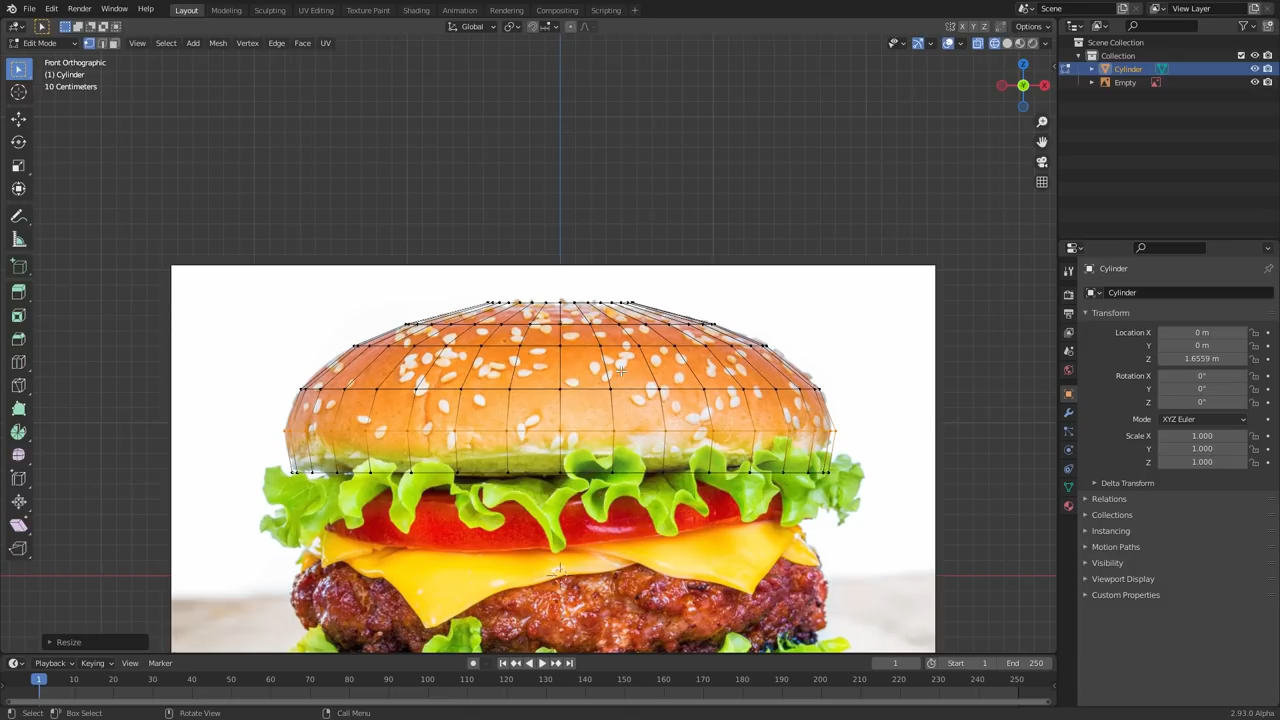 File Edit Render Window Help Layout Modeling Sculpting UV Editing Texture Paint Shading Animation Rendering Compositing Scripting + Scene View Layer
Global Options
Edit Mode View Select Add Mesh Vertex Edge Face UV
X Y Z
Front Orthographic
(1) Cylinder
10 Centimeters
Z
Y
X
Resize
Scene Collection
Collection
Cylinder
Empty
Cylinder
Cylinder
Transform
Location X 0 m
Y 0 m
Z 1.6559 m
Rotation X 0°
Y 0°
Z 0°
Mode XYZ Euler
Scale X 1.000
Y 1.000
Z 1.000
Delta Transform
Relations
Collections
Instancing
Motion Paths
Visibility
Viewport Display
Custom Properties
Playback Keying View Marker 1 Start 1 End 250
1 10 20 30 40 50 60 70 80 90 100 110 120 130 140 150 160 170 180 190 200 210 220 230 240 250
Select Box Select Rotate View Call Menu 2.93.0 Alpha